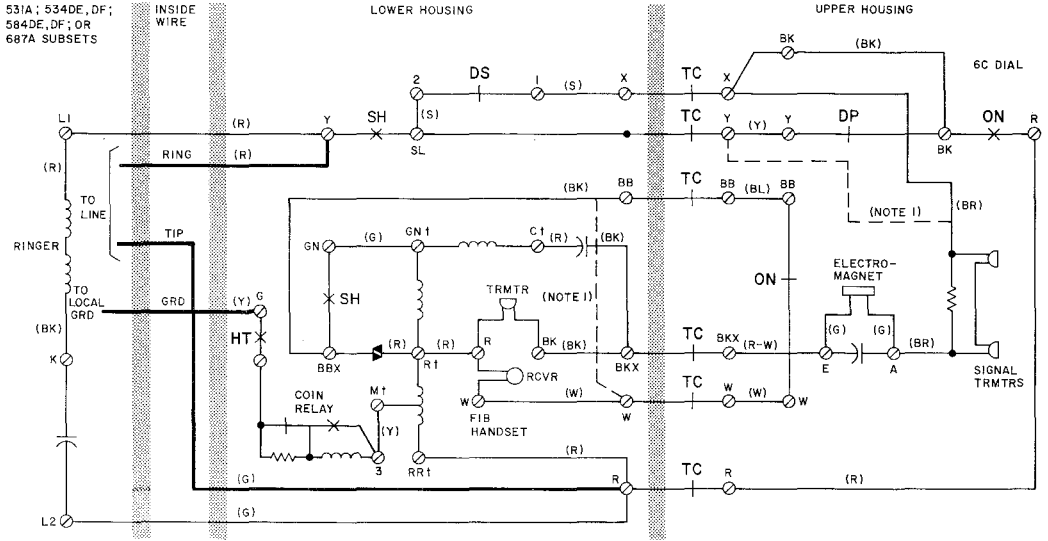 531A; 534DE, DF;
584DE, DF; OR
687A SUBSETS
INSIDE
WIRE
LOWER HOUSING
UPPER HOUSING
BK
(BK)
6C DIAL
2
DS
1
(S)
X
TC
X
(S)
L1
(R)
Y
SH
SL
TC
Y
(Y)
Y
DP
BK
ON
R
RING
(R)
(R)
TO
LINE
(BK)
BB
TC
BB
(BL)
BB
(BR)
(NOTE 1)
RINGER
TIP
GN
(G)
GN†
C†
(R)
(BK)
ELECTRO-
MAGNET
ON
TO
LOCAL
GRD
GRD
(Y)
G
SH
TRMTR
(NOTE 1)
(BK)
HT
(G)
(G)
K
BBX
(R)
R†
(R)
R
BK
(BK)
BKX
TC
BKX
(R-W)
E
A
(BR)
SIGNAL
TRMTRS
RCVR
COIN
RELAY
M†
W
(W)
W
TC
W
(W)
W
FIB
HANDSET
(Y)
3
RR†
(R)
(G)
R
TC
R
(R)
L2
(G)